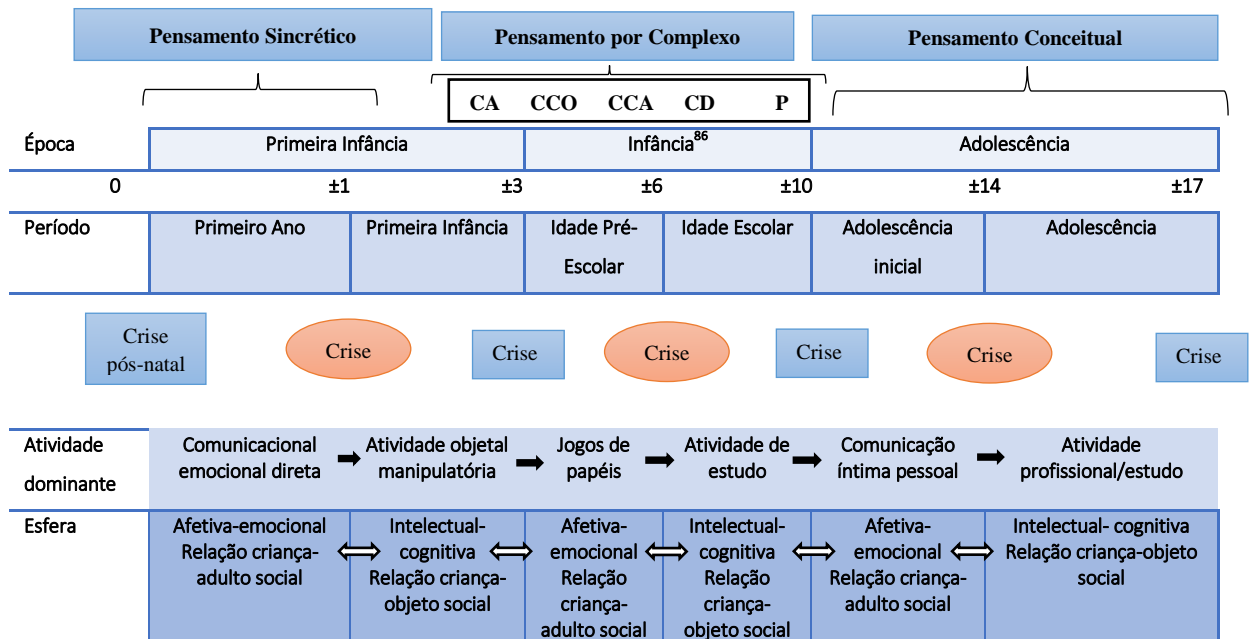 Pensamento Sincrético
Pensamento por Complexo
Pensamento Conceitual
CA CCO CCA CD P
Época Primeira Infância Infância86 Adolescência
0 ±1 ±3 ±6 ±10 ±14 ±17
Período Primeiro Ano Primeira Infância Idade Pré-
Escolar Idade Escolar Adolescência
inicial Adolescência
Crise
pós-natal
Crise
Crise
Crise
Crise
Crise
Crise
Atividade
dominante
Comunicacional
emocional direta
Atividade objetal
manipulatória
Jogos de
papéis
Atividade de
estudo
Comunicação
íntima pessoal
Atividade
profissional/estudo
Esfera
Afetiva-emocional
Relação criança-
adulto social
Intelectual-
cognitiva
Relação criança-
objeto social
Afetiva-
emocional
Relação
criança-
adulto social
Intelectual-
cognitiva
Relação
criança-
objeto social
Afetiva-
emocional
Relação criança-
adulto social
Intelectual- cognitiva
Relação criança-objeto
social